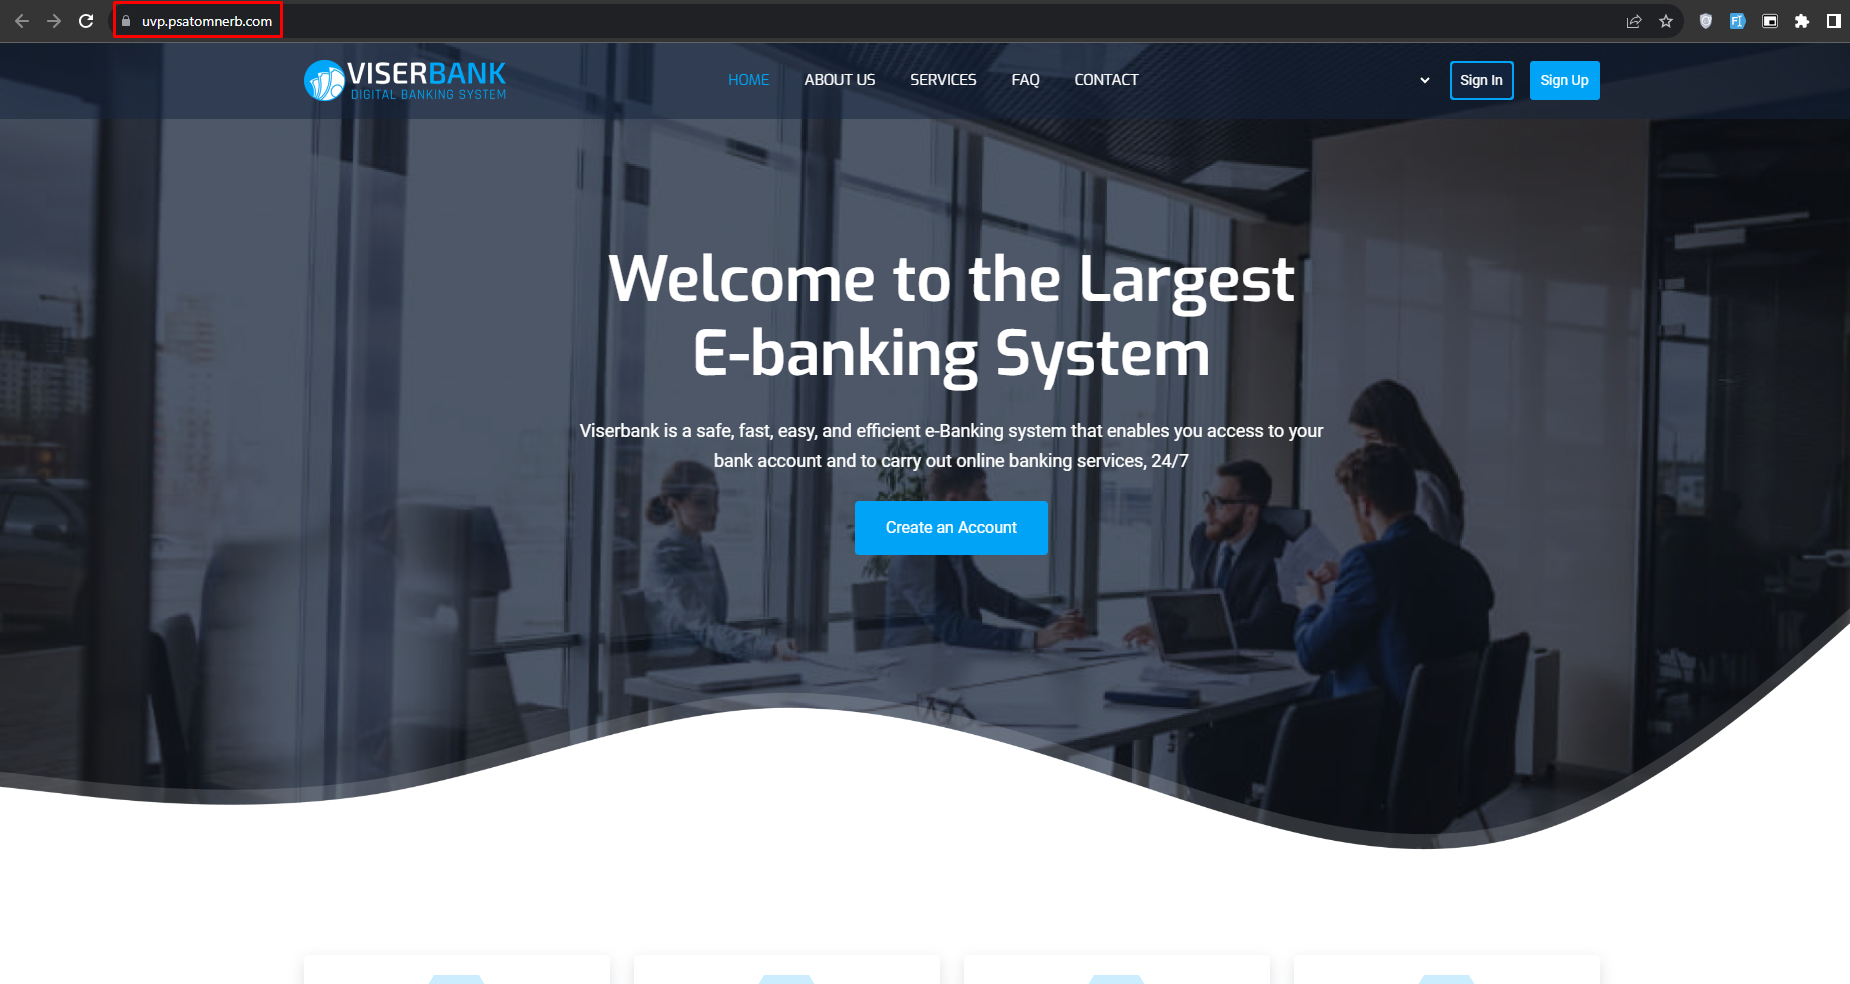 uvp.psatomnerb.com
VISERBANK
DIGITAL BANKING SYSTEM
HOME
ABOUT US
SERVICES
FAQ
CONTACT
Sign In
Sign Up
Welcome to the Largest
E-banking System
Viserbank is a safe, fast, easy, and efficient e-Banking system that enables you access to your
bank account and to carry out online banking services, 24/7
Create an Account